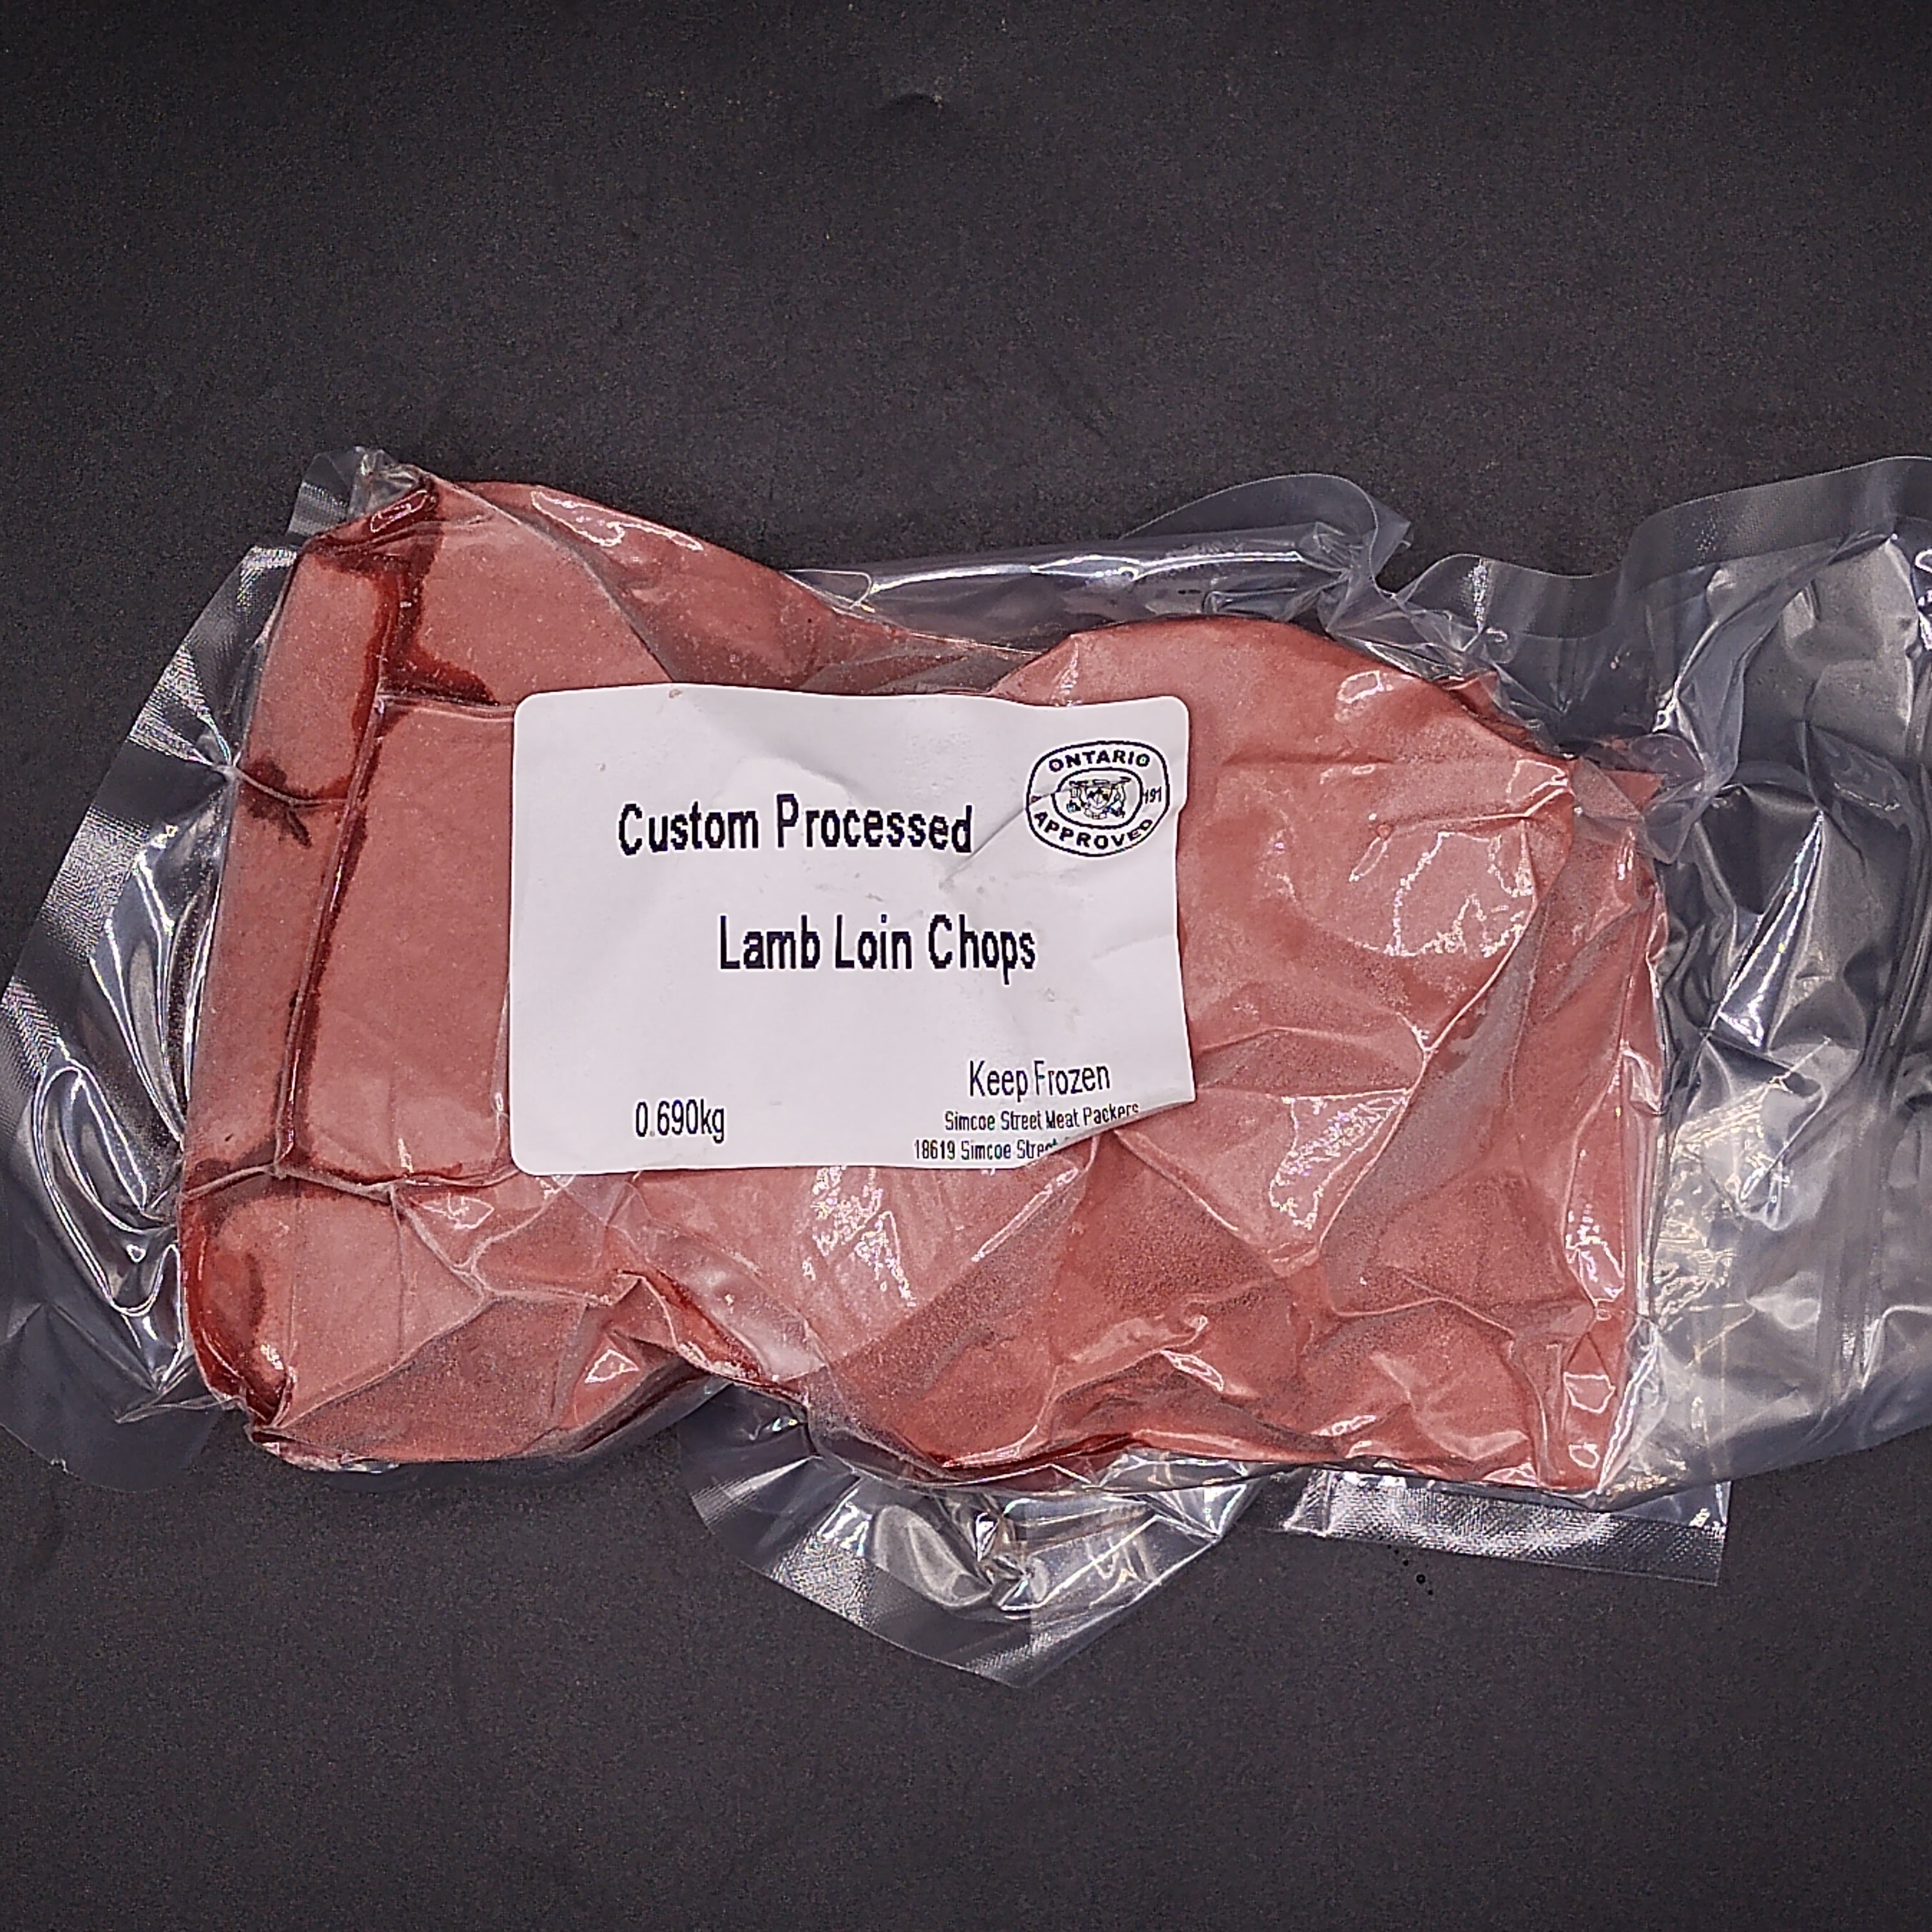 ONTARIO
191
APPROVED
Custom Processed
Lamb Loin Chops
Keep Frozen
0.690kg
Simcoe Street Meat Packers
18619 Simcoe Street